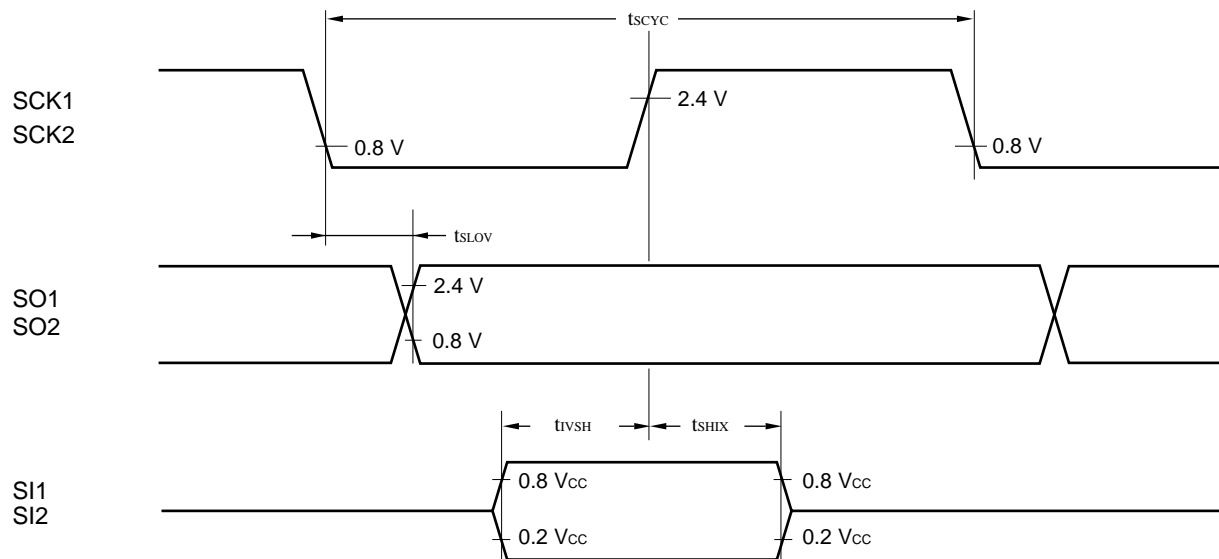 tSCYC
SCK1
SCK2
2.4 V
0.8 V
0.8 V
tSLOV
SO1
SO2
2.4 V
0.8 V
tIVSH
tSHIX
SI1
SI2
0.8 VCC
0.8 VCC
0.2 VCC
0.2 VCC